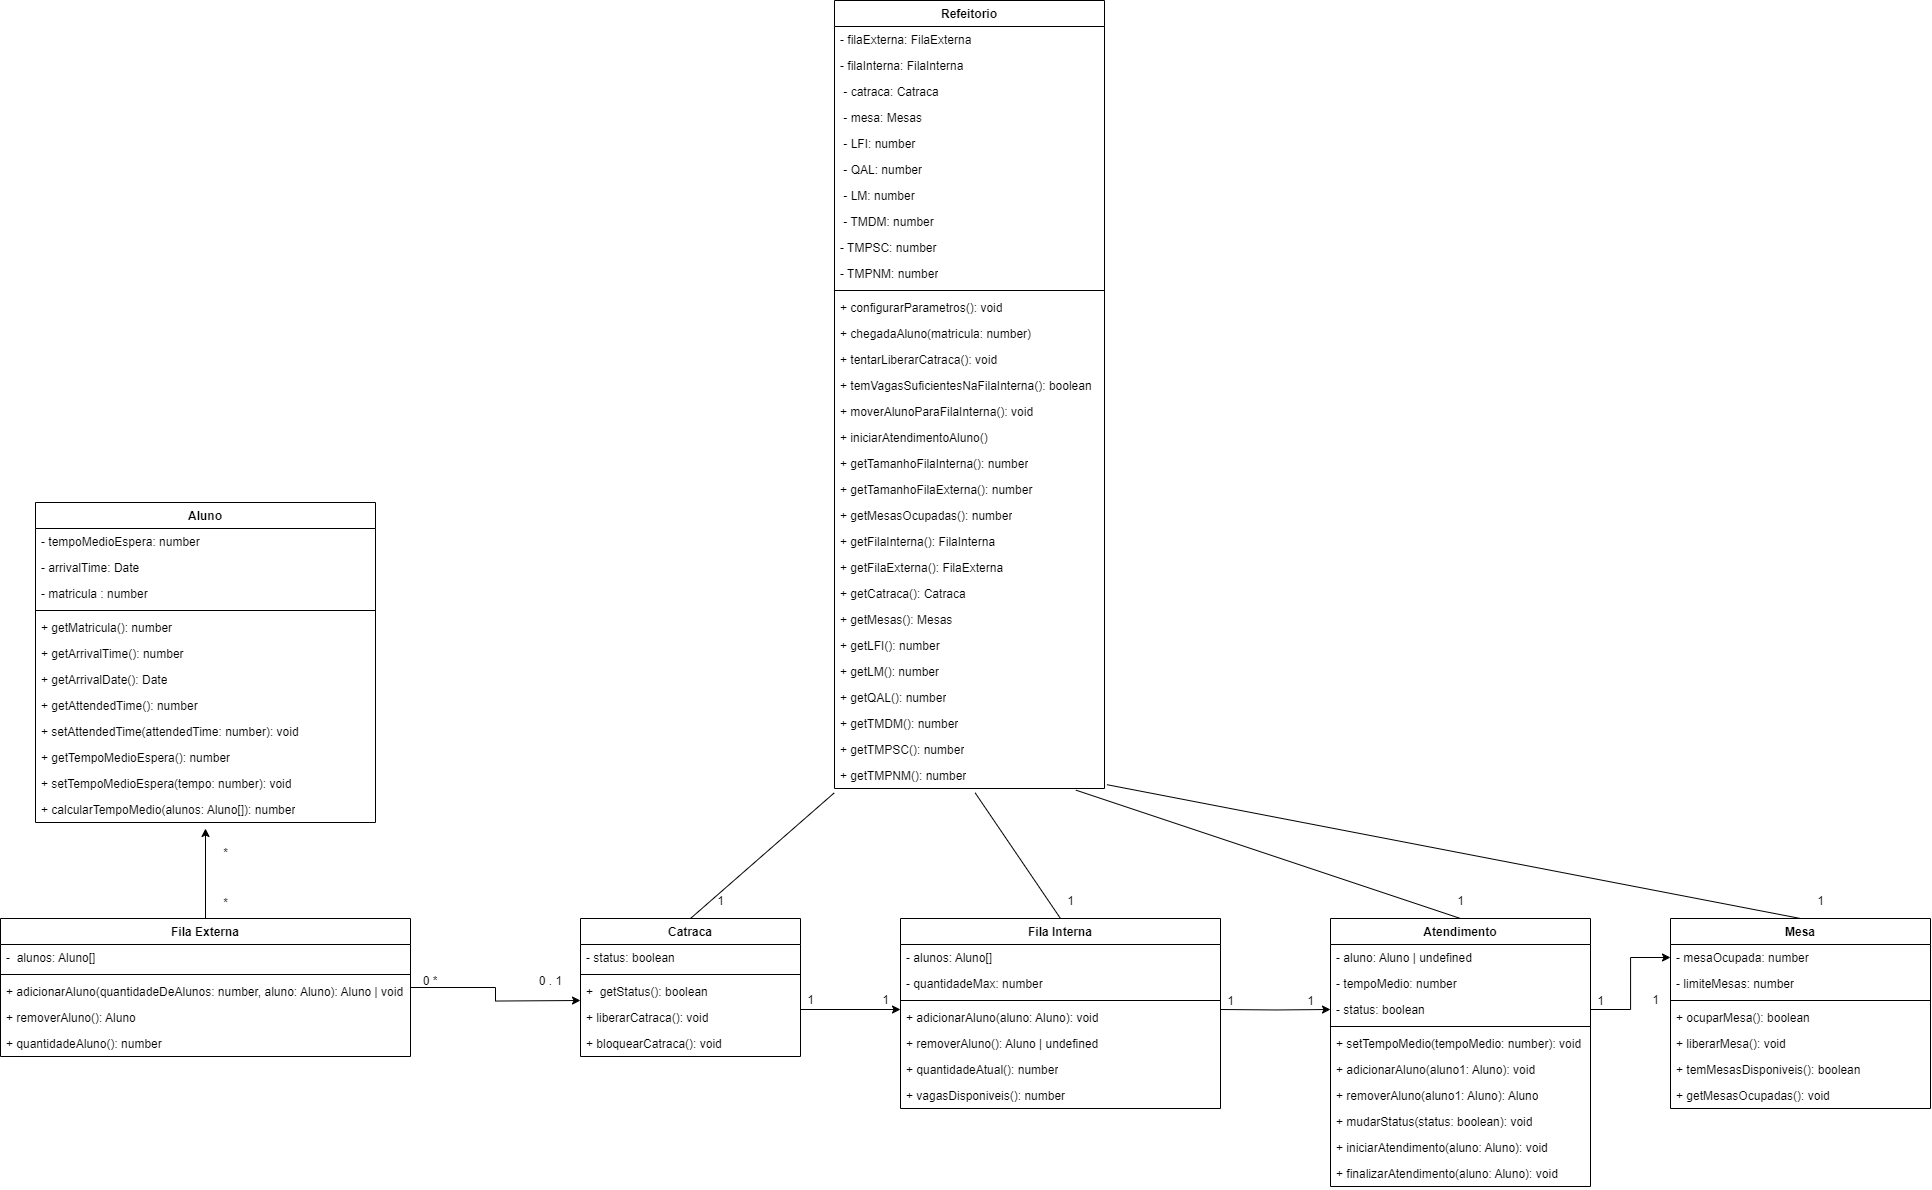 Refeitorio
- filaExterna: FilaExterna
- filaInterna: FilaInterna
- catraca: Catraca
- mesa: Mesas
- LFI: number
- QAL: number
- LM: number
- TMDM: number
- TMPSC: number
- TMPNM: number
+ configurarParametros(): void
+ chegadaAluno(matricula: number)
+ tentarLiberarCatraca(): void
+ temVagasSuficientesNaFilaInterna(): boolean
+ moverAlunoParaFilaInterna(): void
+ iniciarAtendimentoAluno()
+ getTamanhoFilaInterna(): number
+ getTamanhoFilaExterna(): number
+ getMesasOcupadas(): number
+ getFilaInterna(): FilaInterna
+ getFilaExterna(): FilaExterna
+ getCatraca(): Catraca
+ getMesas(): Mesas
+ getLFI(): number
+ getLM(): number
+ getQAL(): number
+ getTMDM(): number
+ getTMPSC(): number
+ getTMPNM(): number
Aluno
- tempoMedioEspera: number
- arrivalTime: Date
- matricula : number
+ getMatricula(): number
+ getArrivalTime(): number
+ getArrivalDate(): Date
+ getAttendedTime(): number
+ setAttendedTime(attendedTime: number): void
+ getTempoMedioEspera(): number
+ setTempoMedioEspera(tempo: number): void
+ calcularTempoMedio(alunos: Aluno[]): number
*
*
1
1
1
1
Fila Externa
- alunos: Aluno[]
+ adicionarAluno(quantidadeDeAlunos: number, aluno: Aluno): Aluno | void
+ removerAluno(): Aluno
+ quantidadeAluno(): number
0 *
0 . 1
Catraca
- status: boolean
+ getStatus(): boolean
+ liberarCatraca(): void
+ bloquearCatraca(): void
1
1
Fila Interna
- alunos: Aluno[]
- quantidadeMax: number
+ adicionarAluno(aluno: Aluno): void
+ removerAluno(): Aluno | undefined
+ quantidadeAtual(): number
+ vagasDisponiveis(): number
1
1
Atendimento
- aluno: Aluno | undefined
- tempoMedio: number
- status: boolean
+ setTempoMedio(tempoMedio: number): void
+ adicionarAluno(aluno1: Aluno): void
+ removerAluno(aluno1: Aluno): Aluno
+ mudarStatus(status: boolean): void
+ iniciarAtendimento(aluno: Aluno): void
+ finalizarAtendimento(aluno: Aluno): void
1
1
Mesa
- mesaOcupada: number
- limiteMesas: number
+ ocuparMesa(): boolean
+ liberarMesa(): void
+ temMesasDisponiveis(): boolean
+ getMesasOcupadas(): void